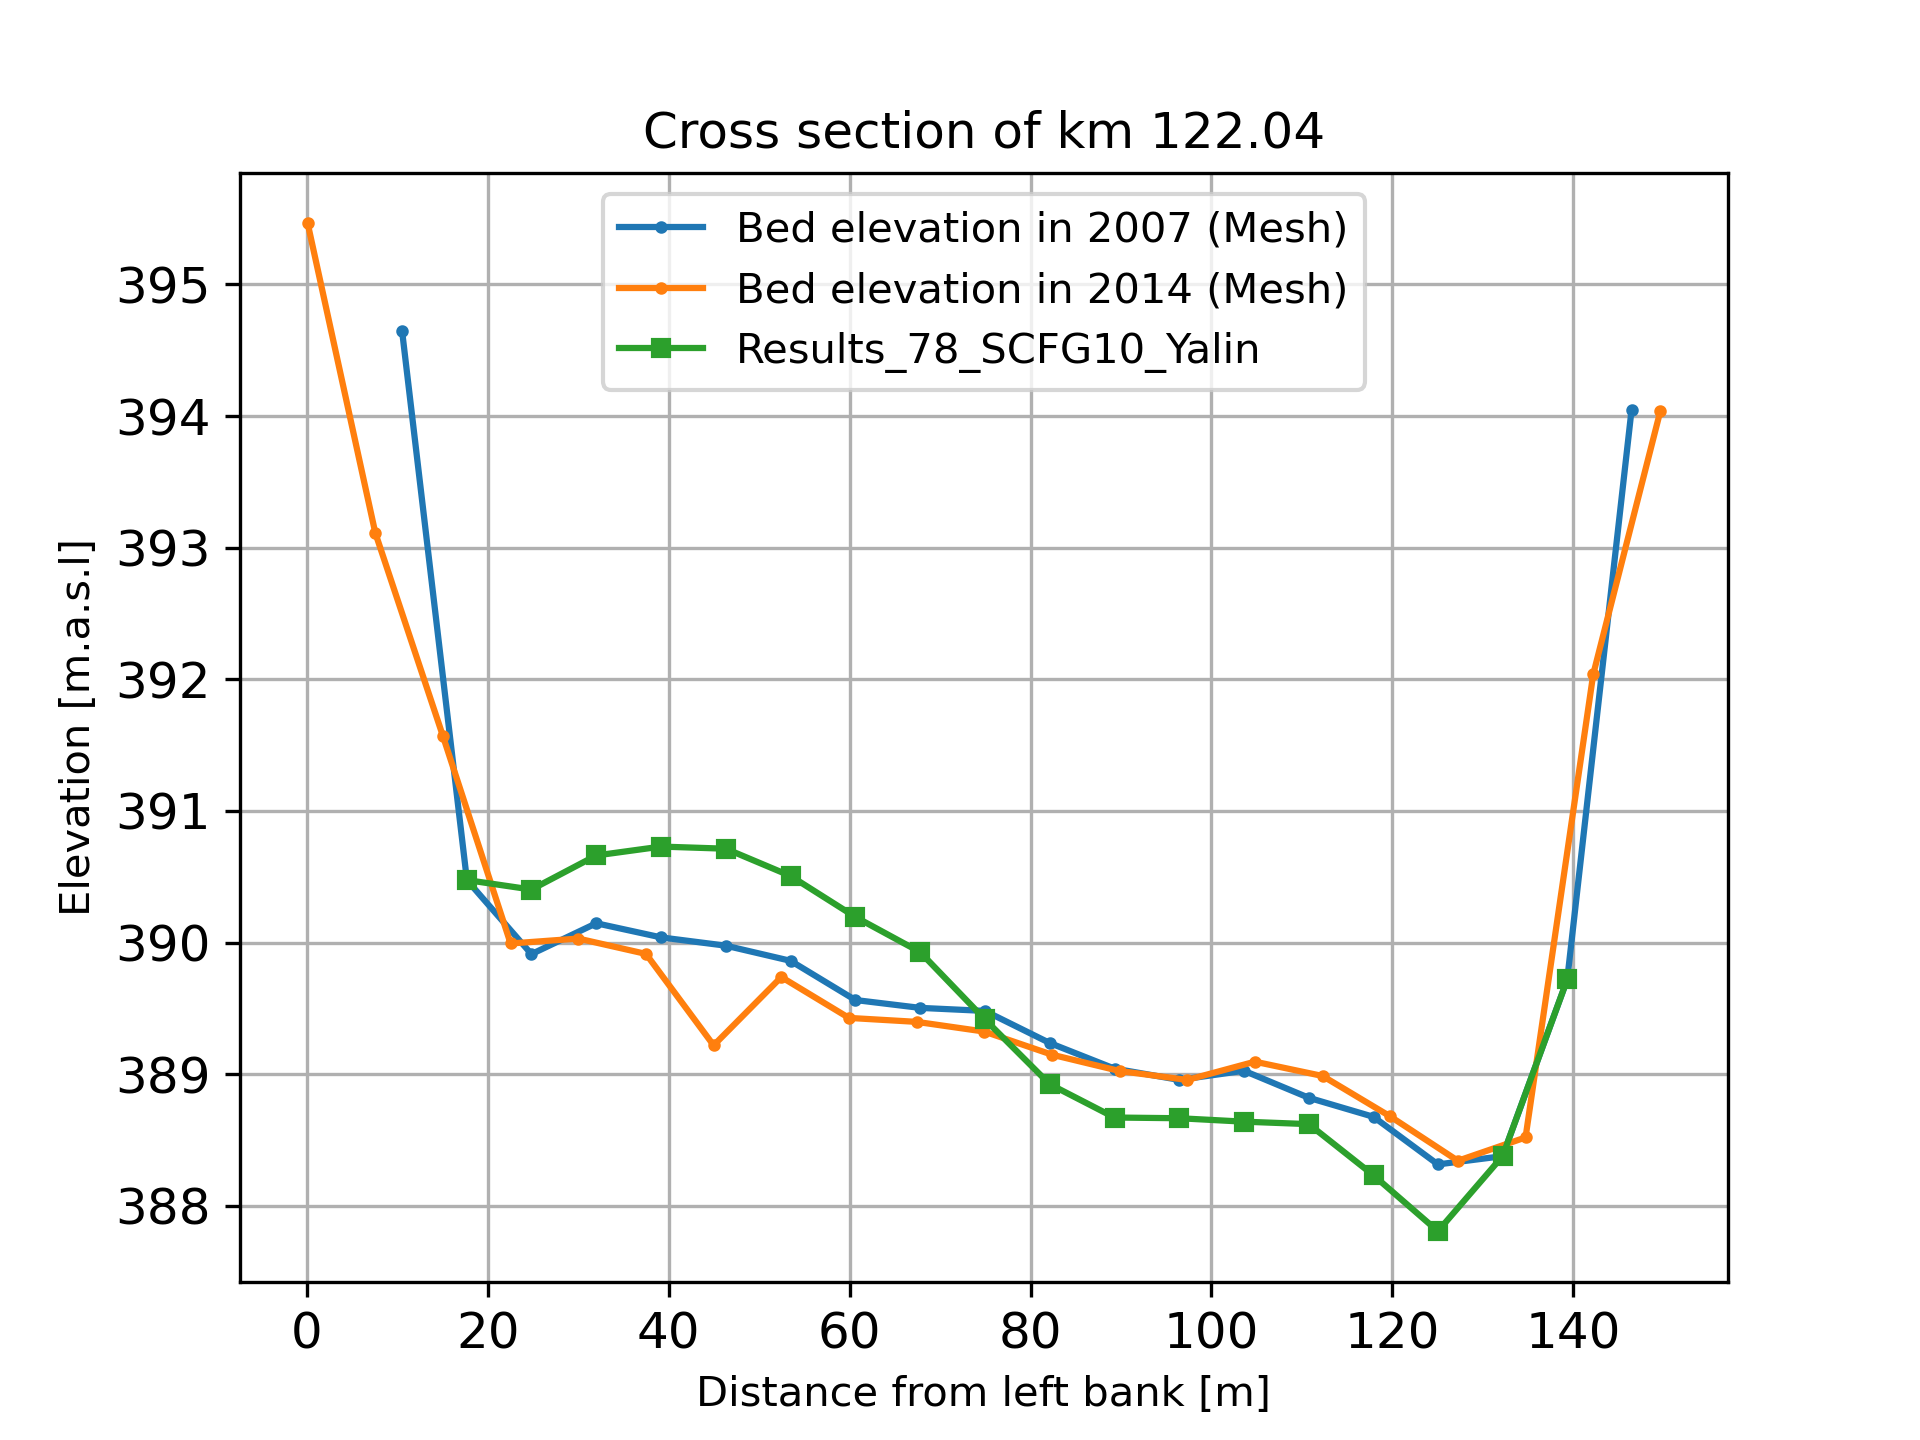 Cross section of km 122.04
Bed elevation in 2007 (Mesh)
Bed elevation in 2014 (Mesh)
Results_78_SCFG10_Yalin
395
394
393
392
391
390
389
388
Elevation [m.a.s.l]
0 20 40 60 80 100 120 140
Distance from left bank [m]